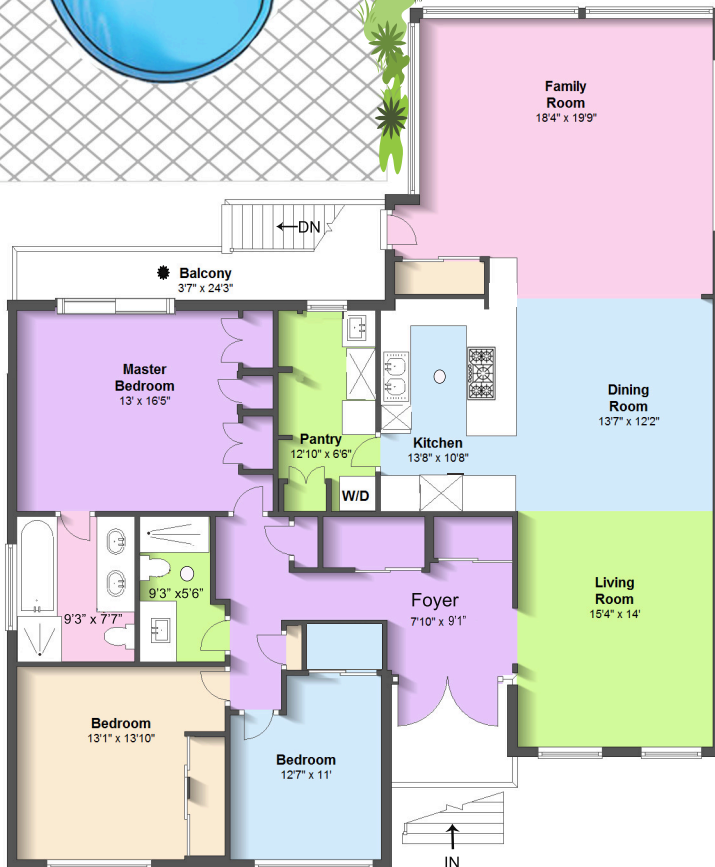 Family
Room
18'4" x 19'9"
DN
Balcony
3'7" x 24'3"
Master
Bedroom
13' x 16'5"
Dining
Room
13'7" x 12'2"
Pantry
12'10" x 6'6"
Kitchen
13'8" x 10'8"
W/D
9'3" x 7'7"
9'3" x5'6"
Foyer
7'10" x 9'1"
Living
Room
15'4" x 14'
Bedroom
13'1" x 13'10"
Bedroom
12'7" x 11'
IN